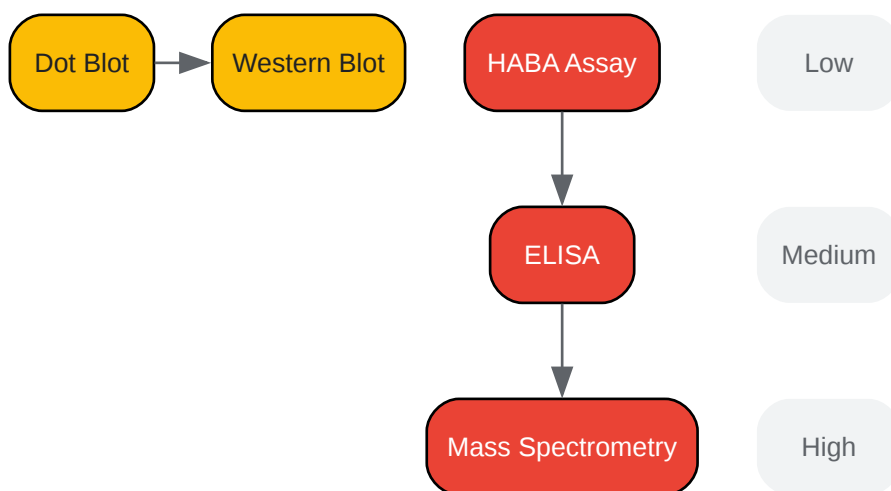 Dot Blot
Western Blot
HABA Assay
Low
ELISA
Medium
Mass Spectrometry
High